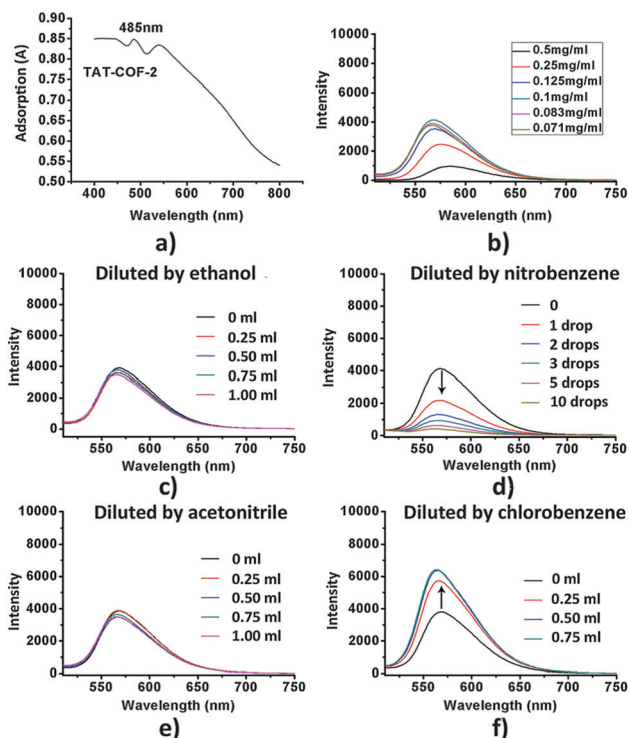 485nm
TAT-COF-2
Adsorption (A)
0.90
0.85
0.80
0.75
0.70
0.65
0.60
0.55
0.50
400 500 600 700 800
Wavelength (nm)
a)
0.5mg/ml
0.25mg/ml
0.125mg/ml
0.1mg/ml
0.083mg/ml
0.071mg/ml
Intensity
10000
8000
6000
4000
2000
0
550 600 650 700 750
Wavelength (nm)
b)
Diluted by ethanol
0 ml
0.25 ml
0.50 ml
0.75 ml
1.00 ml
Intensity
10000
8000
6000
4000
2000
0
550 600 650 700 750
Wavelength (nm)
c)
Diluted by nitrobenzene
0
1 drop
2 drops
3 drops
5 drops
10 drops
Intensity
10000
8000
6000
4000
2000
0
550 600 650 700 750
Wavelength (nm)
d)
Diluted by acetonitrile
0 ml
0.25 ml
0.50 ml
0.75 ml
1.00 ml
Intensity
10000
8000
6000
4000
2000
0
550 600 650 700 750
Wavelength (nm)
e)
Diluted by chlorobenzene
0 ml
0.25 ml
0.50 ml
0.75 ml
Intensity
10000
8000
6000
4000
2000
0
550 600 650 700 750
Wavelength (nm)
f)